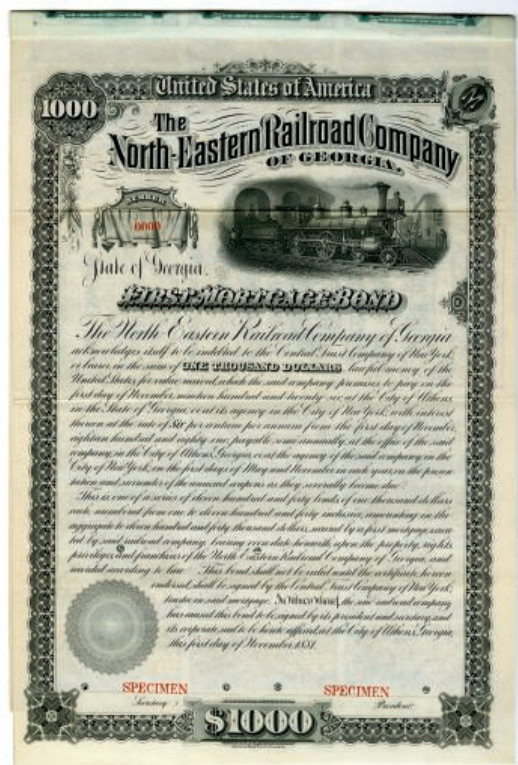 United States of America
1000
The
North-Eastern Railroad Company
OF GEORGIA.
NUMBER
0000
State of Georgia.
FIRST MORTGAGE BOND
The North Eastern Railroad Company of Georgia
acknowledges itself to be indebted to the Central Trust Company of New York,
or bearer, in the sum of ONE THOUSAND DOLLARS lawful money of the
United States, for value received, which the said company promises to pay on the
first day of November, nineteen hundred and twenty one, at the City of Athens,
in the State of Georgia, or at its agency in the City of New York, with interest
thereon at the rate of Six per centum per annum from the first day of November,
eighteen hundred and eighty one, payable semi annually, at the office of the said
company, in the City of Athens, Georgia, or at the agency of the said company in the
City of New York, on the first days of May and November in each year, on the presen
tation and surrender of the annexed coupons as they severally become due.
This is one of a series of eleven hundred and forty bonds of one thousand dollars
each, numbered from one to eleven hundred and forty inclusive, amounting in the
aggregate to eleven hundred and forty thousand dollars, secured by a first mortgage, execu
ted by said railroad company, bearing even date herewith, upon the property, rights,
privileges and franchises of the North Eastern Railroad Company of Georgia, and
recorded according to law. This bond shall not be valid until the certificate hereon
endorsed, shall be signed by the Central Trust Company of New York,
trustee in said mortgage. In Witness Whereof, the said railroad company
has caused this bond to be signed by its president and secretary, and
its corporate seal to be hereto affixed, at the City of Athens, Georgia,
this first day of November, 1881.
SPECIMEN SPECIMEN
Secretary. President.
$1000